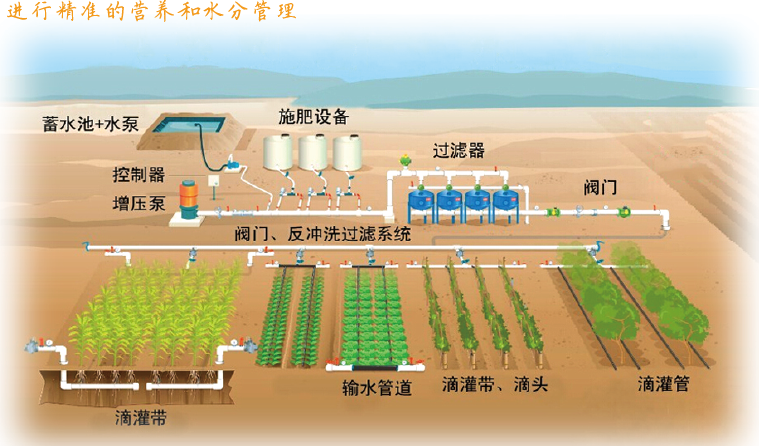 进行精准的营养和水分管理
施肥设备
蓄水池+水泵
过滤器
控制器
阀门
增压泵
阀门、反冲洗过滤系统
输水管道
滴灌带、滴头
滴灌管
滴灌带